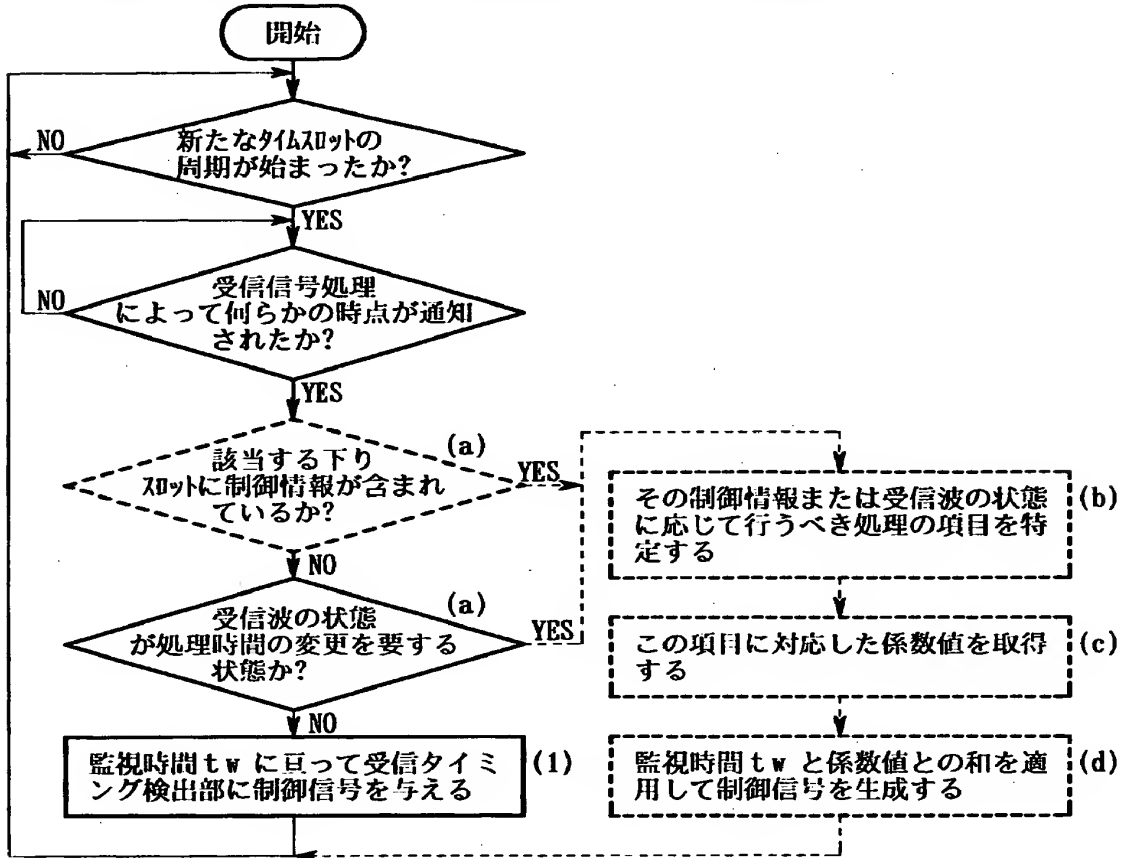 開始
新たなタイムスロットの
周期が始まったか?
NO
YES
受信信号処理
によって何らかの時点が通知
されたか?
NO
YES
該当する下り
スロットに制御情報が含まれ
ているか?
(a)
YES
NO
受信波の状態
が処理時間の変更を要する
状態か?
(a)
YES
NO
監視時間twに亘って受信タイミ
ング検出部に制御信号を与える
(1)
その制御情報または受信波の状態
に応じて行うべき処理の項目を特
定する
(b)
この項目に対応した係数値を取得
する
(c)
監視時間twと係数値との和を適
用して制御信号を生成する
(d)